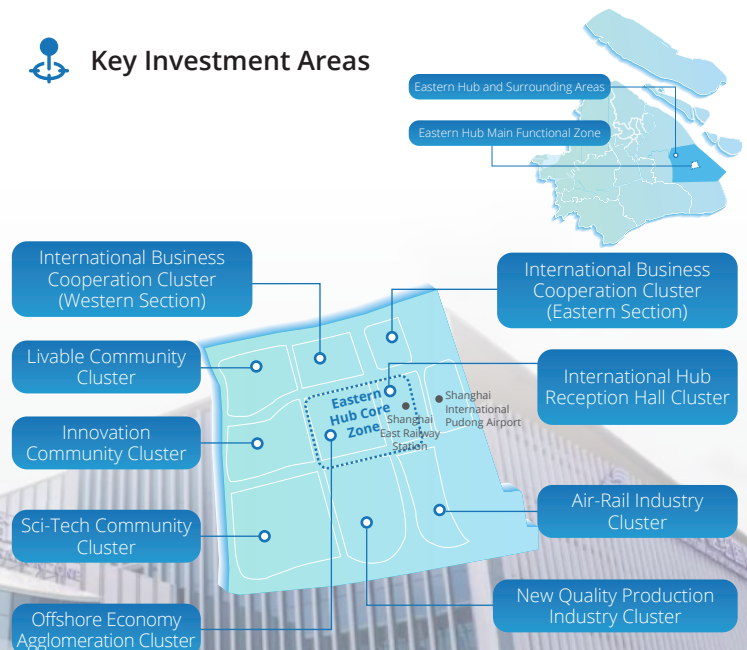 Key Investment Areas
Eastern Hub and Surrounding Areas
Eastern Hub Main Functional Zone
International Business
Cooperation Cluster
(Western Section)
International Business
Cooperation Cluster
(Eastern Section)
Livable Community
Cluster
International Hub
Reception Hall Cluster
Eastern
Hub Core
Zone
Shanghai
International
Pudong Airport
Shanghai
East Railway
Station
Innovation
Community Cluster
Sci-Tech Community
Cluster
Air-Rail Industry
Cluster
New Quality Production
Industry Cluster
Offshore Economy
Agglomeration Cluster